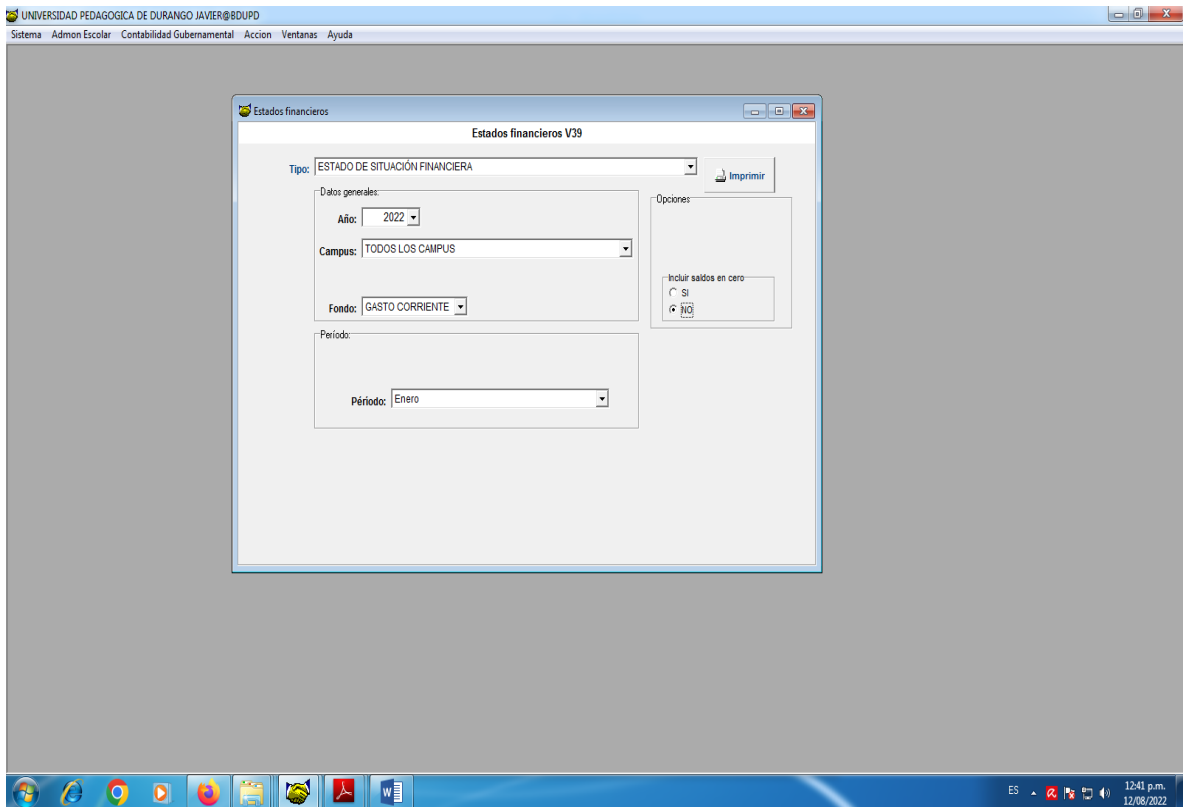 UNIVERSIDAD PEDAGOGICA DE DURANGO JAVIER@BDUPD
Sistema Admon Escolar Contabilidad Gubernamental Accion Ventanas Ayuda
Estados financieros
Estados financieros V39
Tipo: ESTADO DE SITUACIÓN FINANCIERA
Imprimir
Datos generales:
Año: 2022
Campus: TODOS LOS CAMPUS
Fondo: GASTO CORRIENTE
Opciones
Incluir saldos en cero
SI
NO
Período:
Période: Enero
ES
12:41 p.m.
12/08/2022